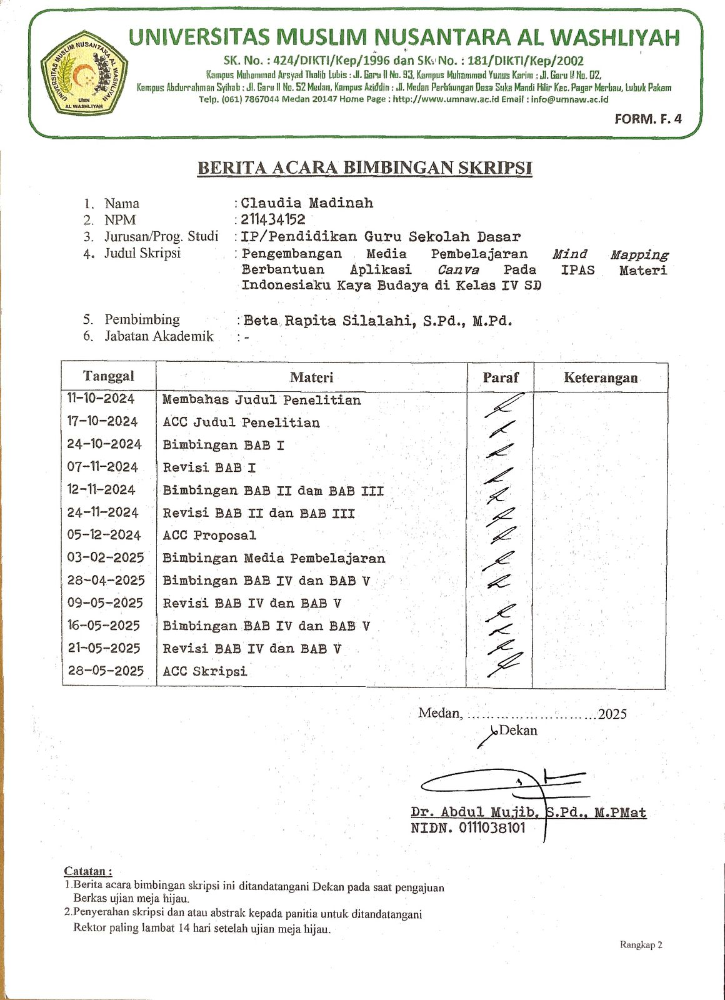 UNIVERSITAS MUSLIM NUSANTARA AL WASHLIYAH
SK. No. : 424/DIKTI/Kep/1996 dan SK. No. : 181/DIKTI/Kep/2002
Kampus Muhammad Arsyad Thalib Lubis : Jl. Garu II No. 93, Kampus Muhammad Yunus Karim : Jl. Garu II No. 02,
Kampus Abdurrahman Syihab : Jl. Garu II No. 52 Medan, Kampus Aziddin : Jl. Medan Perbaungan Desa Suka Mandi Hilir Kec. Pagar Merbau, Lubuk Pakam
Telp. (061) 7867044 Medan 20147 Home Page : http://www.umnaw.ac.id Email : info@umnaw.ac.id
UNIVERSITAS MUSLIM NUSANTARA AL WASHLIYAH
UMN
AL WASHLIYAH
FORM. F. 4
BERITA ACARA BIMBINGAN SKRIPSI
1. Nama : Claudia Madinah
2. NPM : 211434152
3. Jurusan/Prog. Studi : IP/Pendidikan Guru Sekolah Dasar
4. Judul Skripsi : Pengembangan Media Pembelajaran Mind Mapping
Berbantuan Aplikasi Canva Pada IPAS Materi
Indonesiaku Kaya Budaya di Kelas IV SD
5. Pembimbing : Beta Rapita Silalahi, S.Pd., M.Pd.
6. Jabatan Akademik : -
Tanggal Materi Paraf Keterangan
11-10-2024 Membahas Judul Penelitian
17-10-2024 ACC Judul Penelitian
24-10-2024 Bimbingan BAB I
07-11-2024 Revisi BAB I
12-11-2024 Bimbingan BAB II dam BAB III
24-11-2024 Revisi BAB II dan BAB III
05-12-2024 ACC Proposal
03-02-2025 Bimbingan Media Pembelajaran
28-04-2025 Bimbingan BAB IV dan BAB V
09-05-2025 Revisi BAB IV dan BAB V
16-05-2025 Bimbingan BAB IV dan BAB V
21-05-2025 Revisi BAB IV dan BAB V
28-05-2025 ACC Skripsi
Medan, ............................2025
Dekan
Dr. Abdul Mujib, S.Pd., M.PMat
NIDN. 0111038101
Catatan :
1.Berita acara bimbingan skripsi ini ditandatangani Dekan pada saat pengajuan
Berkas ujian meja hijau.
2.Penyerahan skripsi dan atau abstrak kepada panitia untuk ditandatangani
Rektor paling lambat 14 hari setelah ujian meja hijau.
Rangkap 2